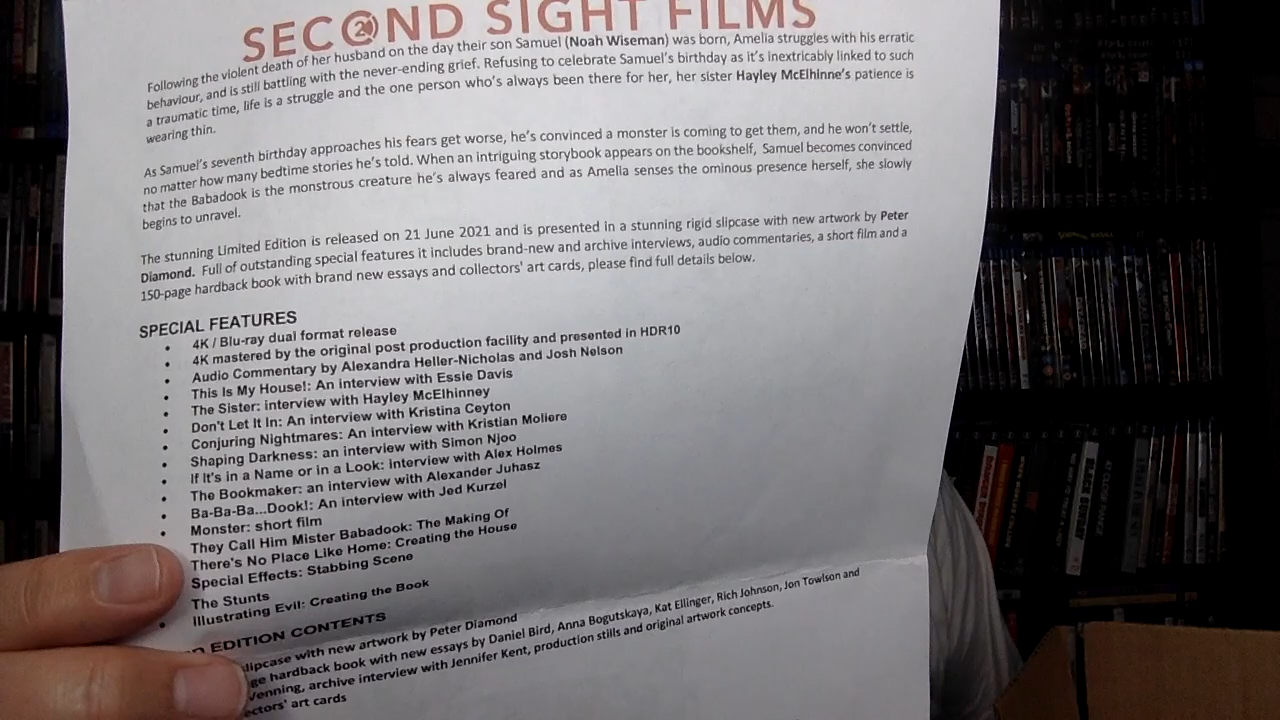 SECOND SIGHT FILMS
Following the violent death of her husband on the day their son Samuel (Noah Wiseman) was born, Amelia struggles with his erratic
behaviour, and is still battling with the never-ending grief. Refusing to celebrate Samuel's birthday as it's inextricably linked to such
a traumatic time, life is a struggle and the one person who's always been there for her, her sister Hayley McElhinne's patience is
wearing thin.
As Samuel's seventh birthday approaches his fears get worse, he's convinced a monster is coming to get them, and he won't settle,
no matter how many bedtime stories he's told. When an intriguing storybook appears on the bookshelf, Samuel becomes convinced
that the Babadook is the monstrous creature he's always feared and as Amelia senses the ominous presence herself, she slowly
begins to unravel.
The stunning Limited Edition is released on 21 June 2021 and is presented in a stunning rigid slipcase with new artwork by Peter
Diamond. Full of outstanding special features it includes brand-new and archive interviews, audio commentaries, a short film and a
150-page hardback book with brand new essays and collectors' art cards, please find full details below.
SPECIAL FEATURES
• 4K / Blu-ray dual format release
• 4K mastered by the original post production facility and presented in HDR10
• Audio Commentary by Alexandra Heller-Nicholas and Josh Nelson
• This Is My House!: An interview with Essie Davis
• The Sister: interview with Hayley McElhinney
• Don't Let It In: An interview with Kristina Ceyton
• Conjuring Nightmares: An interview with Kristian Moliere
• Shaping Darkness: an interview with Simon Njoo
• If It's in a Name or in a Look: interview with Alex Holmes
• The Bookmaker: an interview with Alexander Juhasz
• Ba-Ba-Ba...Dook!: An interview with Jed Kurzel
• Monster: short film
They Call Him Mister Babadook: The Making Of
There's No Place Like Home: Creating the House
Special Effects: Stabbing Scene
The Stunts
• Illustrating Evil: Creating the Book
EDITION CONTENTS
lipcase with new artwork by Peter Diamond
ge hardback book with new essays by Daniel Bird, Anna Bogutskaya, Kat Ellinger, Rich Johnson, Jon Towlson and
Venning, archive interview with Jennifer Kent, production stills and original artwork concepts.
ectors' art cards